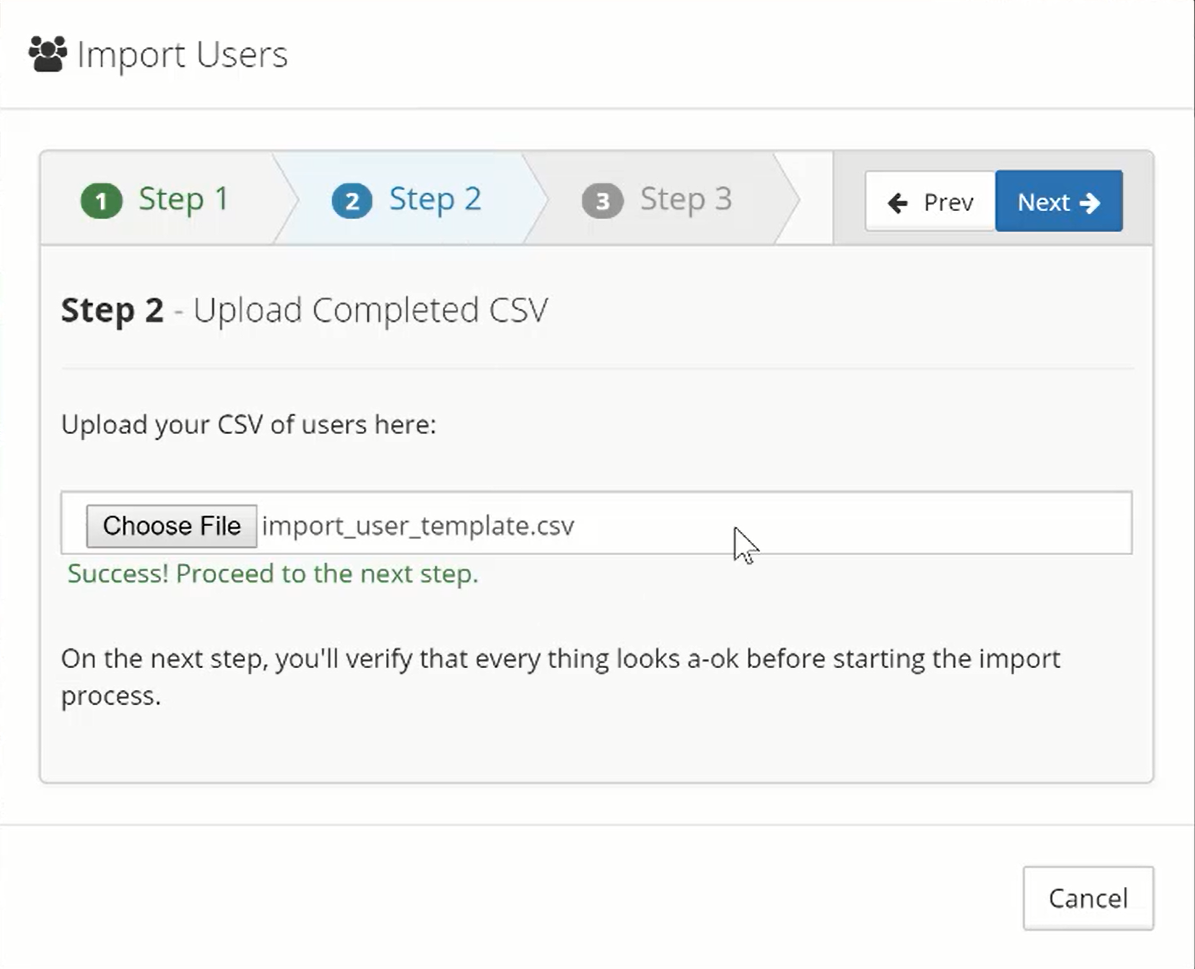 Import Users
1 Step 1
2 Step 2
3 Step 3
Prev
Next
Step 2 - Upload Completed CSV
Upload your CSV of users here:
Choose File import_user_template.csv
Success! Proceed to the next step.
On the next step, you'll verify that every thing looks a-ok before starting the import
process.
Cancel